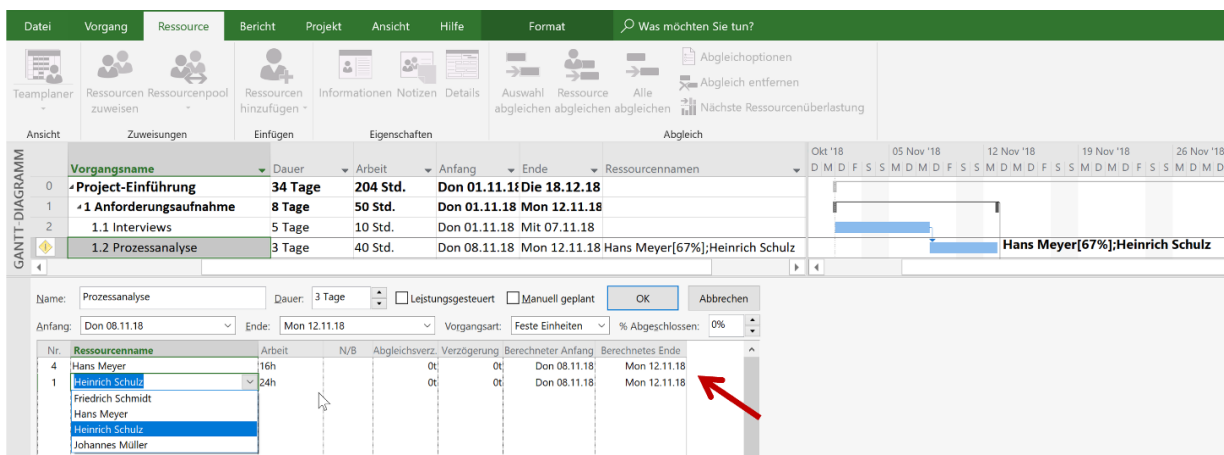 Datei Vorgang Ressource Bericht Projekt Ansicht Hilfe Format Was möchten Sie tun?
Teamplaner Ressourcen zuweisen Ressourcenpool Ressourcen hinzufügen Informationen Notizen Details Auswahl abgleichen Ressource abgleichen Alle abgleichen
Abgleichoptionen
Abgleich entfernen
Nächste Ressourcenüberlastung
Ansicht Zuweisungen Einfügen Eigenschaften Abgleich
Okt '18 05 Nov '18 12 Nov '18 19 Nov '18 26 Nov '18
Vorgangsname Dauer Arbeit Anfang Ende Ressourcennamen D M D F S S M D M D F S S M D M D F S S M D M D F S S M D M D
GANTT-DIAGRAMM
0 Project-Einführung 34 Tage 204 Std. Don 01.11.18 Die 18.12.18
1 1 Anforderungsaufnahme 8 Tage 50 Std. Don 01.11.18 Mon 12.11.18
2 1.1 Interviews 5 Tage 10 Std. Don 01.11.18 Mit 07.11.18
1.2 Prozessanalyse 3 Tage 40 Std. Don 08.11.18 Mon 12.11.18 Hans Meyer[67%];Heinrich Schulz Hans Meyer[67%];Heinrich Schulz
Name: Prozessanalyse Dauer: 3 Tage Leistungsgesteuert Manuell geplant OK Abbrechen
Anfang: Don 08.11.18 Ende: Mon 12.11.18 Vorgangsart: Feste Einheiten % Abgeschlossen: 0%
Nr. Ressourcenname Arbeit N/B Abgleichsverz. Verzögerung Berechneter Anfang Berechnetes Ende
4 Hans Meyer 16h 0t 0t Don 08.11.18 Mon 12.11.18
1 Heinrich Schulz 24h 0t 0t Don 08.11.18 Mon 12.11.18
Friedrich Schmidt
Hans Meyer
Heinrich Schulz
Johannes Müller